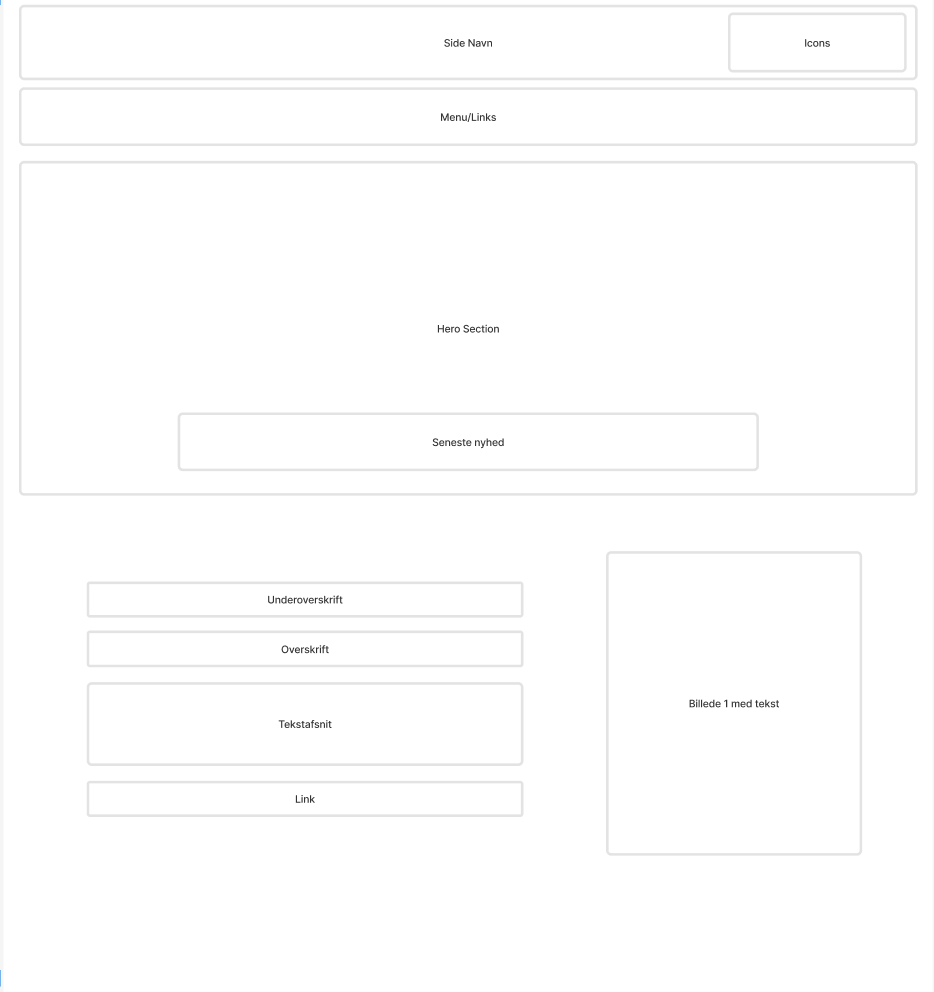 Side Navn
Icons
Menu/Links
Hero Section
Seneste nyhed
Underoverskrift
Overskrift
Tekstafsnit
Link
Billede 1 med tekst